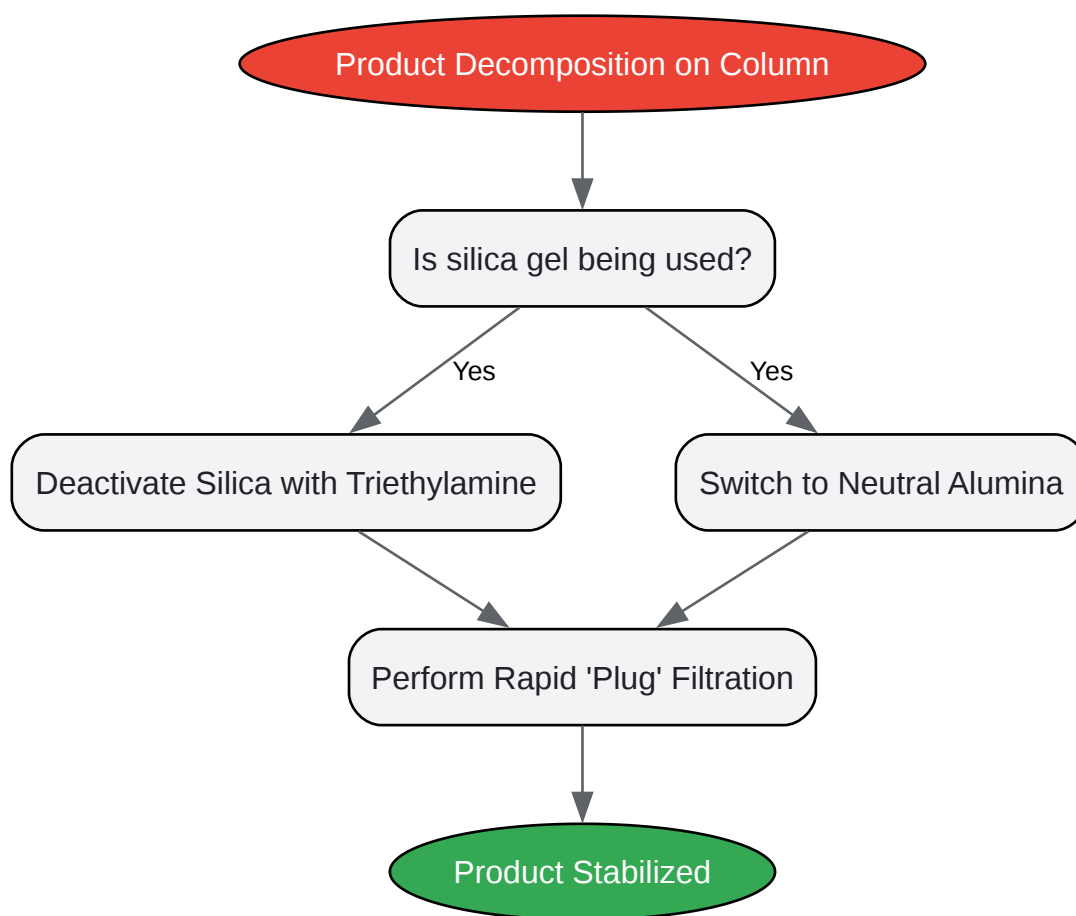 Product Decomposition on Column
Is silica gel being used?
Yes
Yes
Deactivate Silica with Triethylamine
Switch to Neutral Alumina
Perform Rapid 'Plug' Filtration
Product Stabilized